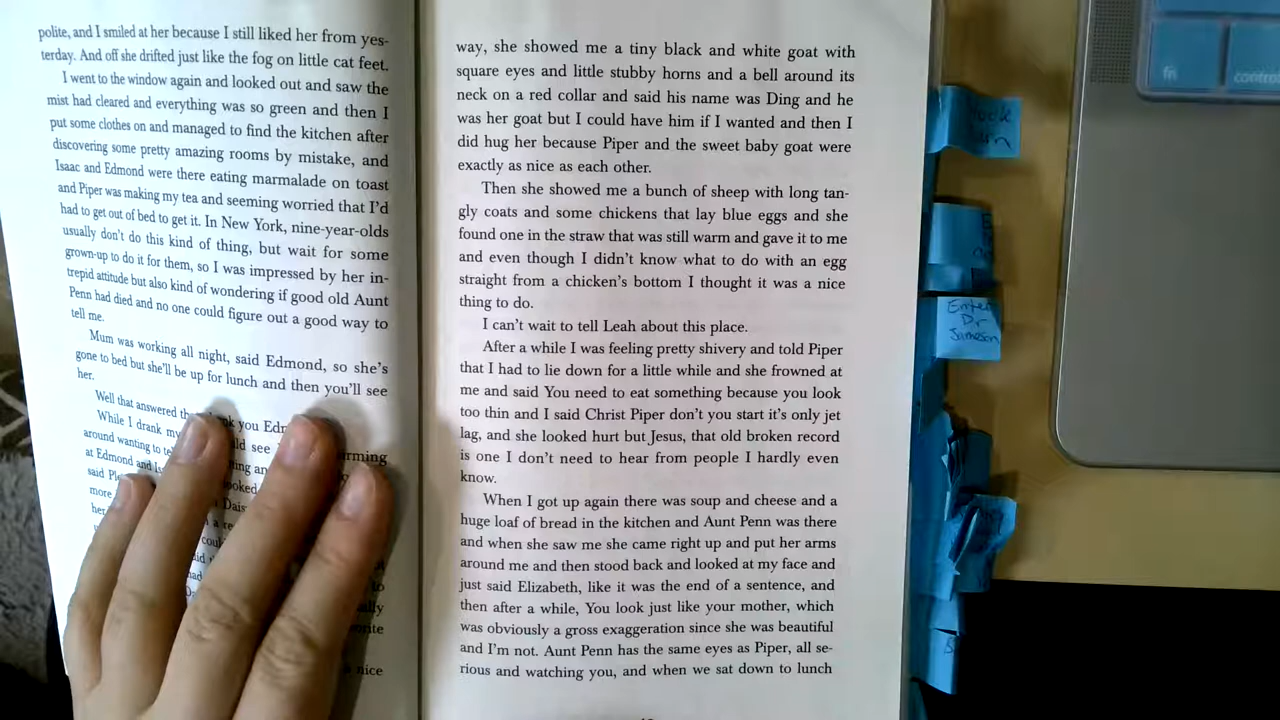 polite, and I smiled at her because I still liked her from yes-
terday. And off she drifted just like the fog on little cat feet.
I went to the window again and looked out and saw the
mist had cleared and everything was so green and then I
put some clothes on and managed to find the kitchen after
discovering some pretty amazing rooms by mistake, and
Isaac and Edmond were there eating marmalade on toast
and Piper was making my tea and seeming worried that I'd
had to get out of bed to get it. In New York, nine-year-olds
usually don't do this kind of thing, but wait for some
grown-up to do it for them, so I was impressed by her in-
trepid attitude but also kind of wondering if good old Aunt
Penn had died and no one could figure out a good way to
tell me.
Mum was working all night, said Edmond, so she's
gone to bed but she'll be up for lunch and then you'll see
her.
Well that answered you
While I drank my see
around wanting to
at Edmond and
said
more
nice
way, she showed me a tiny black and white goat with
square eyes and little stubby horns and a bell around its
neck on a red collar and said his name was Ding and he
was her goat but I could have him if I wanted and then I
did hug her because Piper and the sweet baby goat were
exactly as nice as each other.
Then she showed me a bunch of sheep with long tan-
gly coats and some chickens that lay blue eggs and she
found one in the straw that was still warm and gave it to me
and even though I didn't know what to do with an egg
straight from a chicken's bottom I thought it was a nice
thing to do.
I can't wait to tell Leah about this place.
After a while I was feeling pretty shivery and told Piper
that I had to lie down for a little while and she frowned at
me and said You need to eat something because you look
too thin and I said Christ Piper don't you start it's only jet
lag, and she looked hurt but Jesus, that old broken record
is one I don't need to hear from people I hardly even
know.
When I got up again there was soup and cheese and a
huge loaf of bread in the kitchen and Aunt Penn was there
and when she saw me she came right up and put her arms
around me and then stood back and looked at my face and
just said Elizabeth, like it was the end of a sentence, and
then after a while, You look just like your mother, which
was obviously a gross exaggeration since she was beautiful
and I'm not. Aunt Penn has the same eyes as Piper, all se-
rious and watching you, and when we sat down to lunch
Enter
Dr
Jameson
fn
control